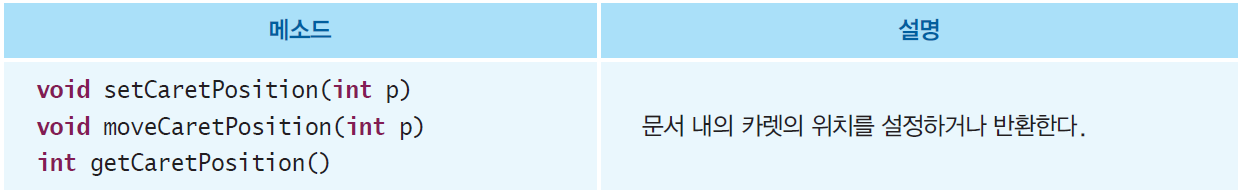 메소드
설명
void setCaretPosition(int p)
void moveCaretPosition(int p)
int getCaretPosition()
문서 내의 카렛의 위치를 설정하거나 반환한다.